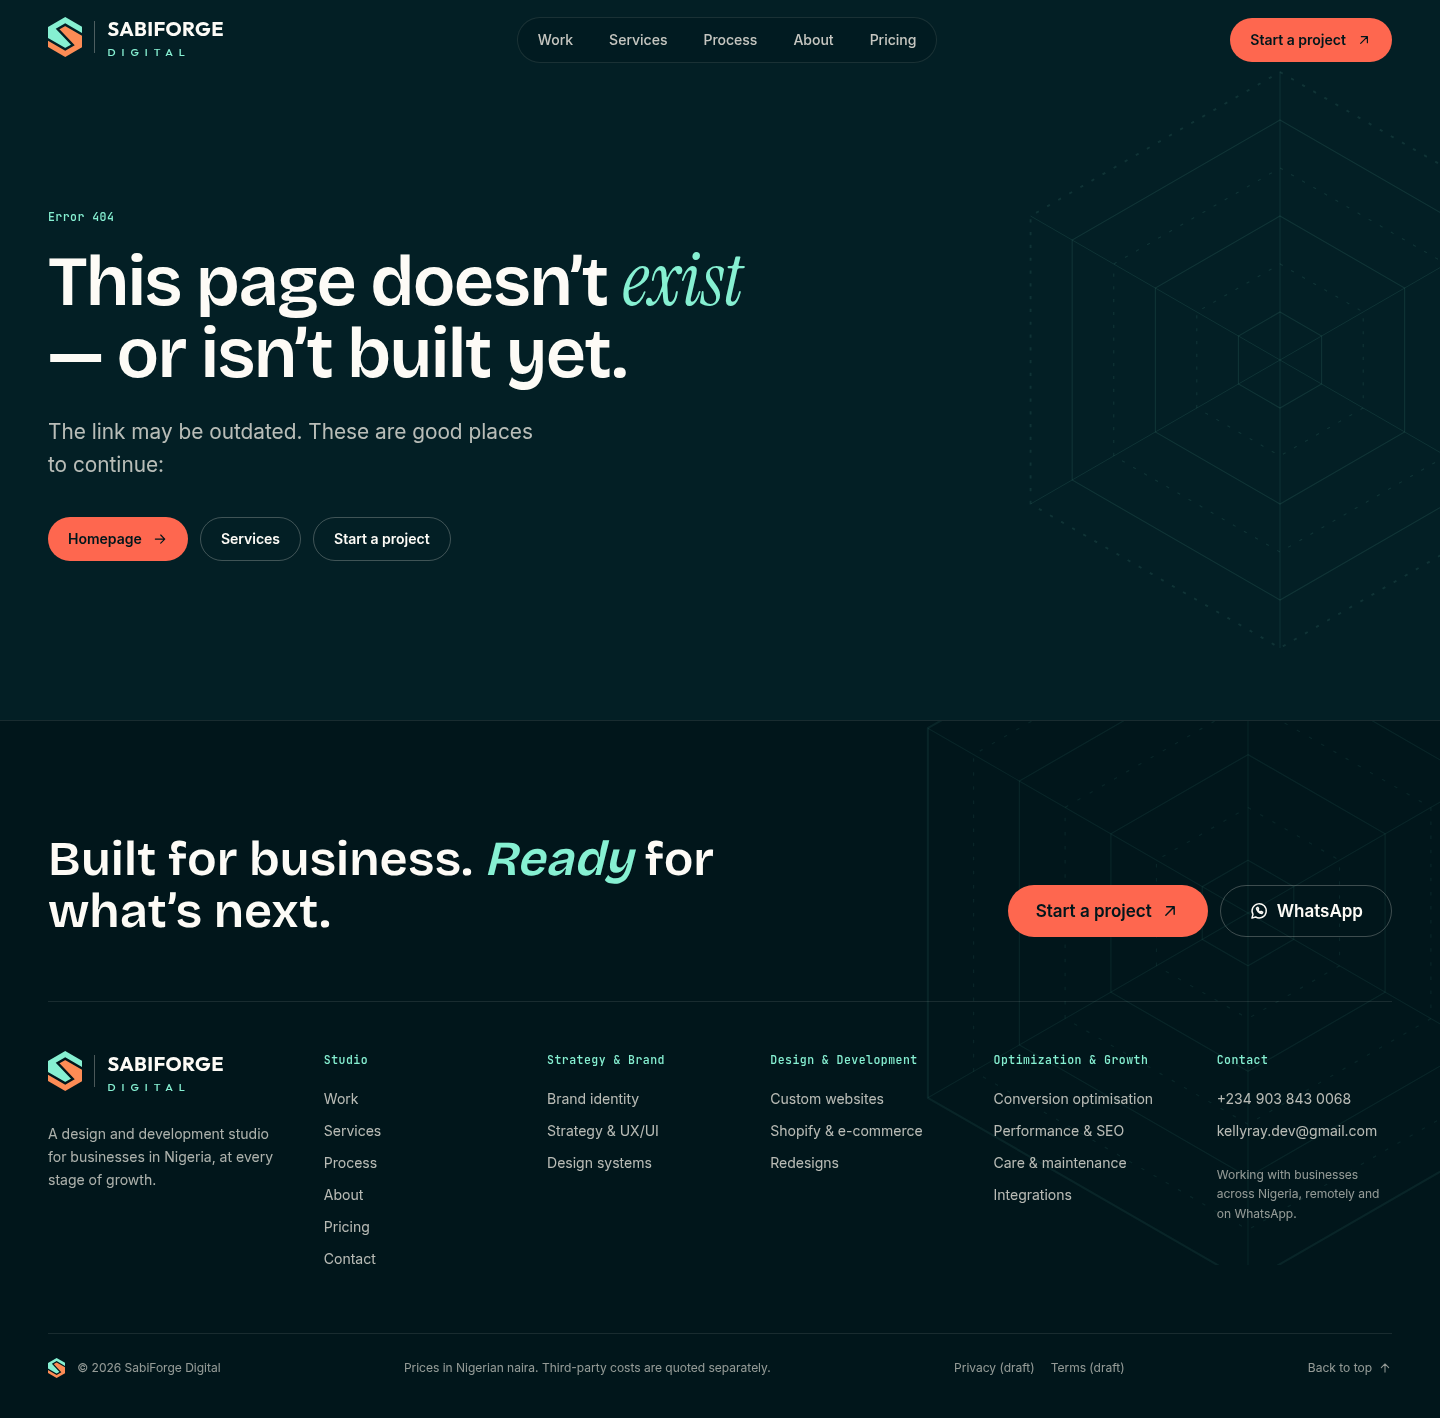 SABIFORGE
DIGITAL
Work Services Process About Pricing
Start a project ↗
Error 404
This page doesn’t exist
— or isn’t built yet.
The link may be outdated. These are good places
to continue:
Homepage → Services Start a project
Built for business. Ready for
what’s next.
Start a project ↗ WhatsApp
SABIFORGE
DIGITAL
A design and development studio
for businesses in Nigeria, at every
stage of growth.
Studio
Work
Services
Process
About
Pricing
Contact
Strategy & Brand
Brand identity
Strategy & UX/UI
Design systems
Design & Development
Custom websites
Shopify & e-commerce
Redesigns
Optimization & Growth
Conversion optimisation
Performance & SEO
Care & maintenance
Integrations
Contact
+234 903 843 0068
kellyray.dev@gmail.com
Working with businesses
across Nigeria, remotely and
on WhatsApp.
© 2026 SabiForge Digital
Prices in Nigerian naira. Third-party costs are quoted separately.
Privacy (draft) Terms (draft)
Back to top ↑